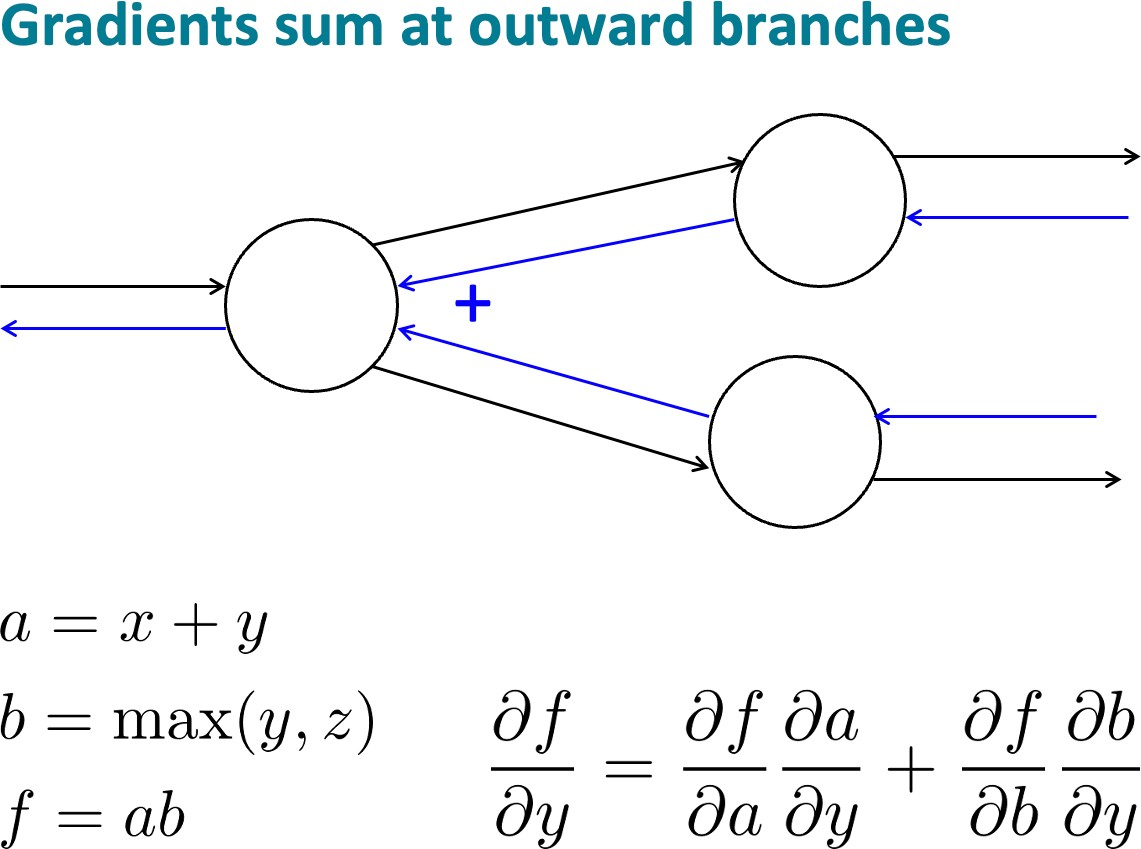 Gradients sum at outward branches
+
a = x + y
b = max(y, z)
f = ab
∂f/∂y = ∂f/∂a ∂a/∂y + ∂f/∂b ∂b/∂y